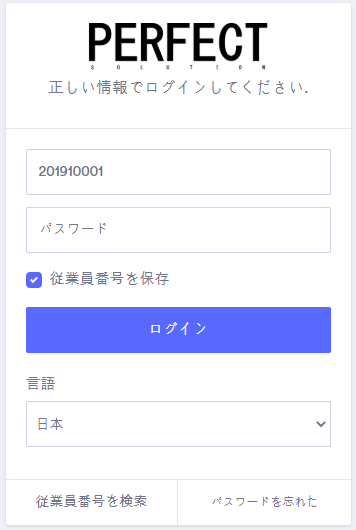 PERFECT
SOLUTION
正しい情報でログインしてください.
201910001
パスワード
従業員番号を保存
ログイン
言語
日本
従業員番号を検索
パスワードを忘れた